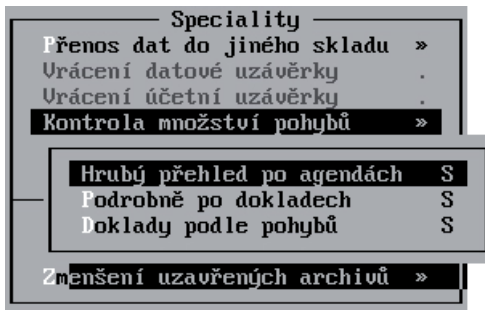 Speciality
Přenos dat do jiného skladu »
Vrácení datové uzávěrky .
Vrácení účetní uzávěrky .
Kontrola množství pohybů »
Hrubý přehled po agendách S
Podrobně po dokladech S
Doklady podle pohybů S
Zmenšení uzavřených archivů »